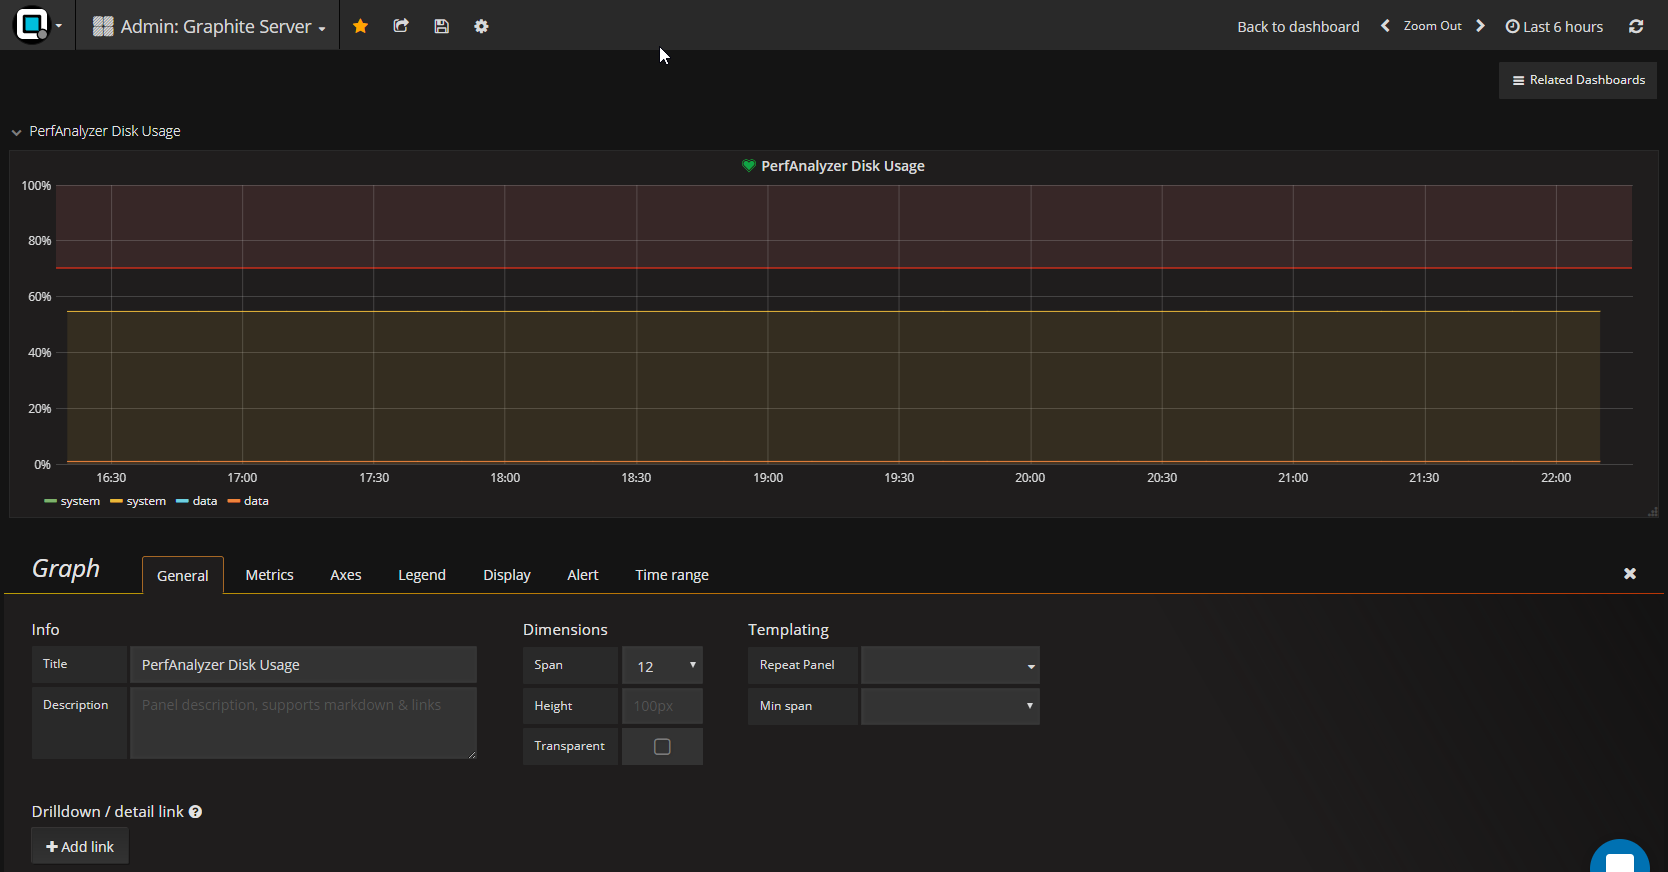 Admin: Graphite Server
Back to dashboard
Zoom Out
Last 6 hours
Related Dashboards
PerfAnalyzer Disk Usage
PerfAnalyzer Disk Usage
100%
80%
60%
40%
20%
0%
16:30 17:00 17:30 18:00 18:30 19:00 19:30 20:00 20:30 21:00 21:30 22:00
system system data data
Graph General Metrics Axes Legend Display Alert Time range
Info Dimensions Templating
Title PerfAnalyzer Disk Usage Span 12 Repeat Panel
Description Panel description, supports markdown & links Height 100px Min span
Transparent
Drilldown / detail link ?
+ Add link